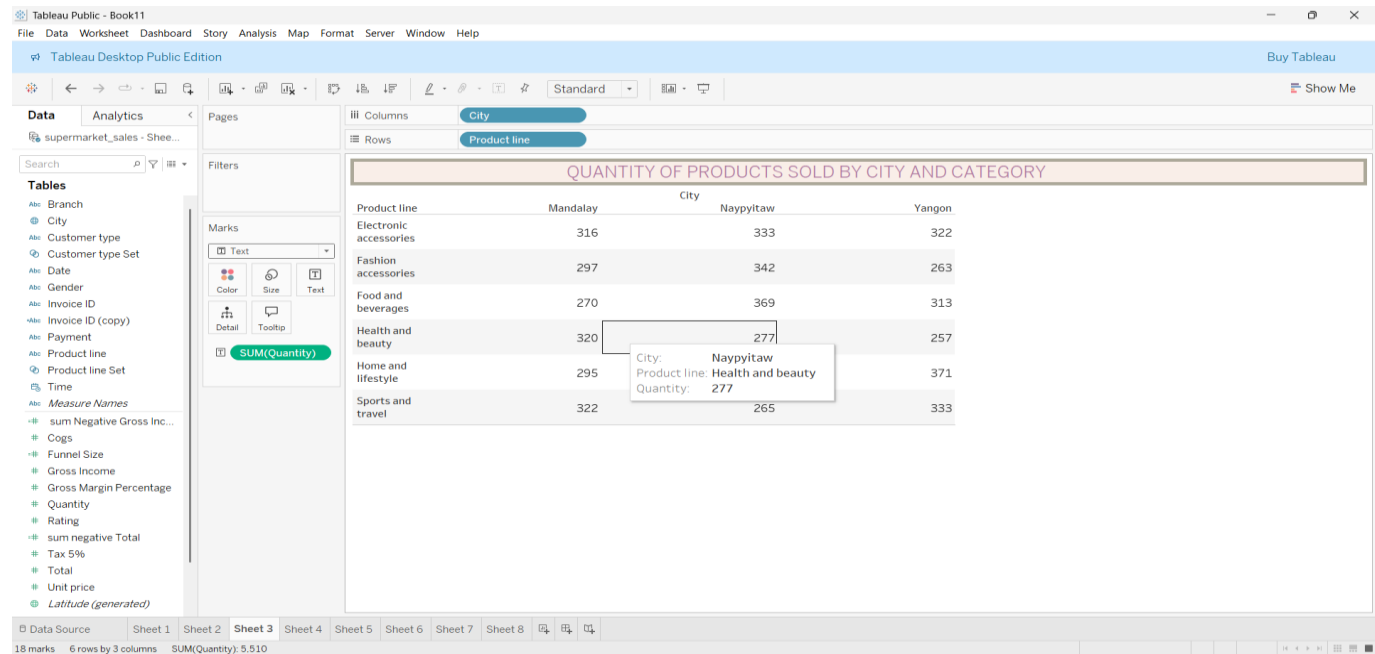 Tableau Public - Book11
File Data Worksheet Dashboard Story Analysis Map Format Server Window Help
Tableau Desktop Public Edition Buy Tableau
Standard Show Me
Data Analytics Pages Columns City
supermarket_sales - Shee... Rows Product line
Search Filters
QUANTITY OF PRODUCTS SOLD BY CITY AND CATEGORY
Tables
Abc Branch
City
Abc Customer type
Customer type Set
Abc Date
Abc Gender
Abc Invoice ID
Abc Invoice ID (copy)
Abc Payment
Abc Product line
Product line Set
Time
Abc Measure Names
sum Negative Gross Inc...
Cogs
Funnel Size
Gross Income
Gross Margin Percentage
Quantity
Rating
sum negative Total
Tax 5%
Total
Unit price
Latitude (generated)
Marks
Text
Color Size Text
Detail Tooltip
SUM(Quantity)
City
Product line Mandalay Naypyitaw Yangon
Electronic accessories 316 333 322
Fashion accessories 297 342 263
Food and beverages 270 369 313
Health and beauty 320 277 257
Home and lifestyle 295 371
Sports and travel 322 265 333
City: Naypyitaw
Product line: Health and beauty
Quantity: 277
Data Source Sheet 1 Sheet 2 Sheet 3 Sheet 4 Sheet 5 Sheet 6 Sheet 7 Sheet 8
18 marks 6 rows by 3 columns SUM(Quantity): 5.510